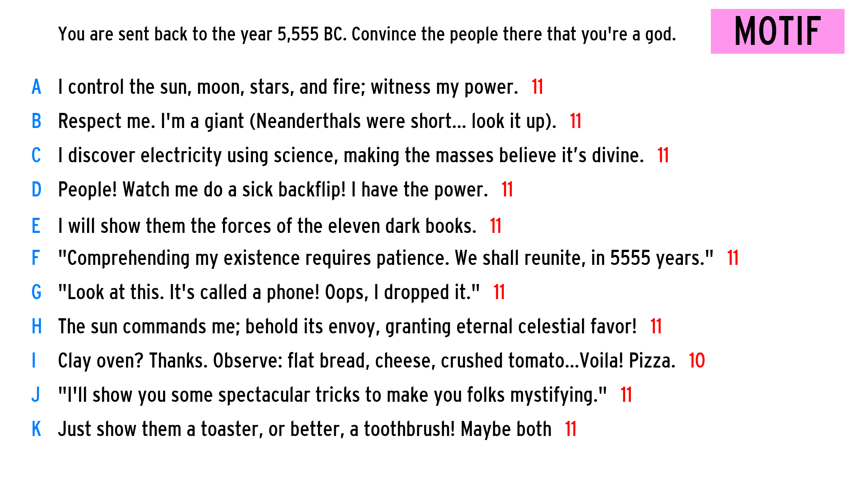 You are sent back to the year 5,555 BC. Convince the people there that you're a god.
MOTIF
A I control the sun, moon, stars, and fire; witness my power. 11
B Respect me. I'm a giant (Neanderthals were short... look it up). 11
C I discover electricity using science, making the masses believe it’s divine. 11
D People! Watch me do a sick backflip! I have the power. 11
E I will show them the forces of the eleven dark books. 11
F "Comprehending my existence requires patience. We shall reunite, in 5555 years." 11
G "Look at this. It's called a phone! Oops, I dropped it." 11
H The sun commands me; behold its envoy, granting eternal celestial favor! 11
I Clay oven? Thanks. Observe: flat bread, cheese, crushed tomato...Voila! Pizza. 10
J "I'll show you some spectacular tricks to make you folks mystifying." 11
K Just show them a toaster, or better, a toothbrush! Maybe both 11